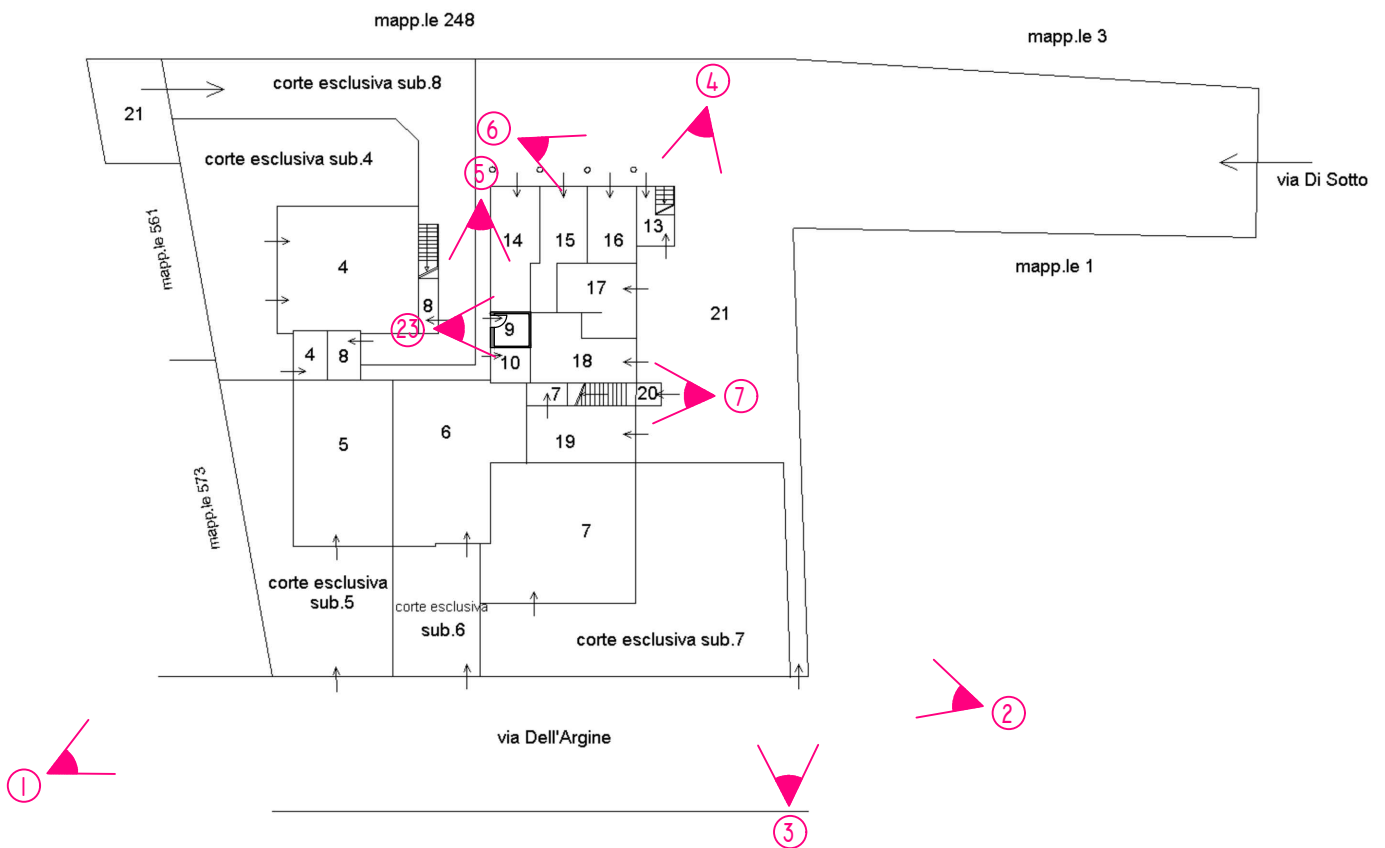 mapp.le 248
mapp.le 3
corte esclusiva sub.8
4
21
6
corte esclusiva sub.4
5
via Di Sotto
mapp.le 561
13
14
15
16
4
mapp.le 1
17
8
21
23
9
4
8
10
18
7
20
7
5
6
19
mapp.le 573
7
corte esclusiva
sub.5
corte esclusiva
sub.6
corte esclusiva sub.7
2
via Dell'Argine
1
3